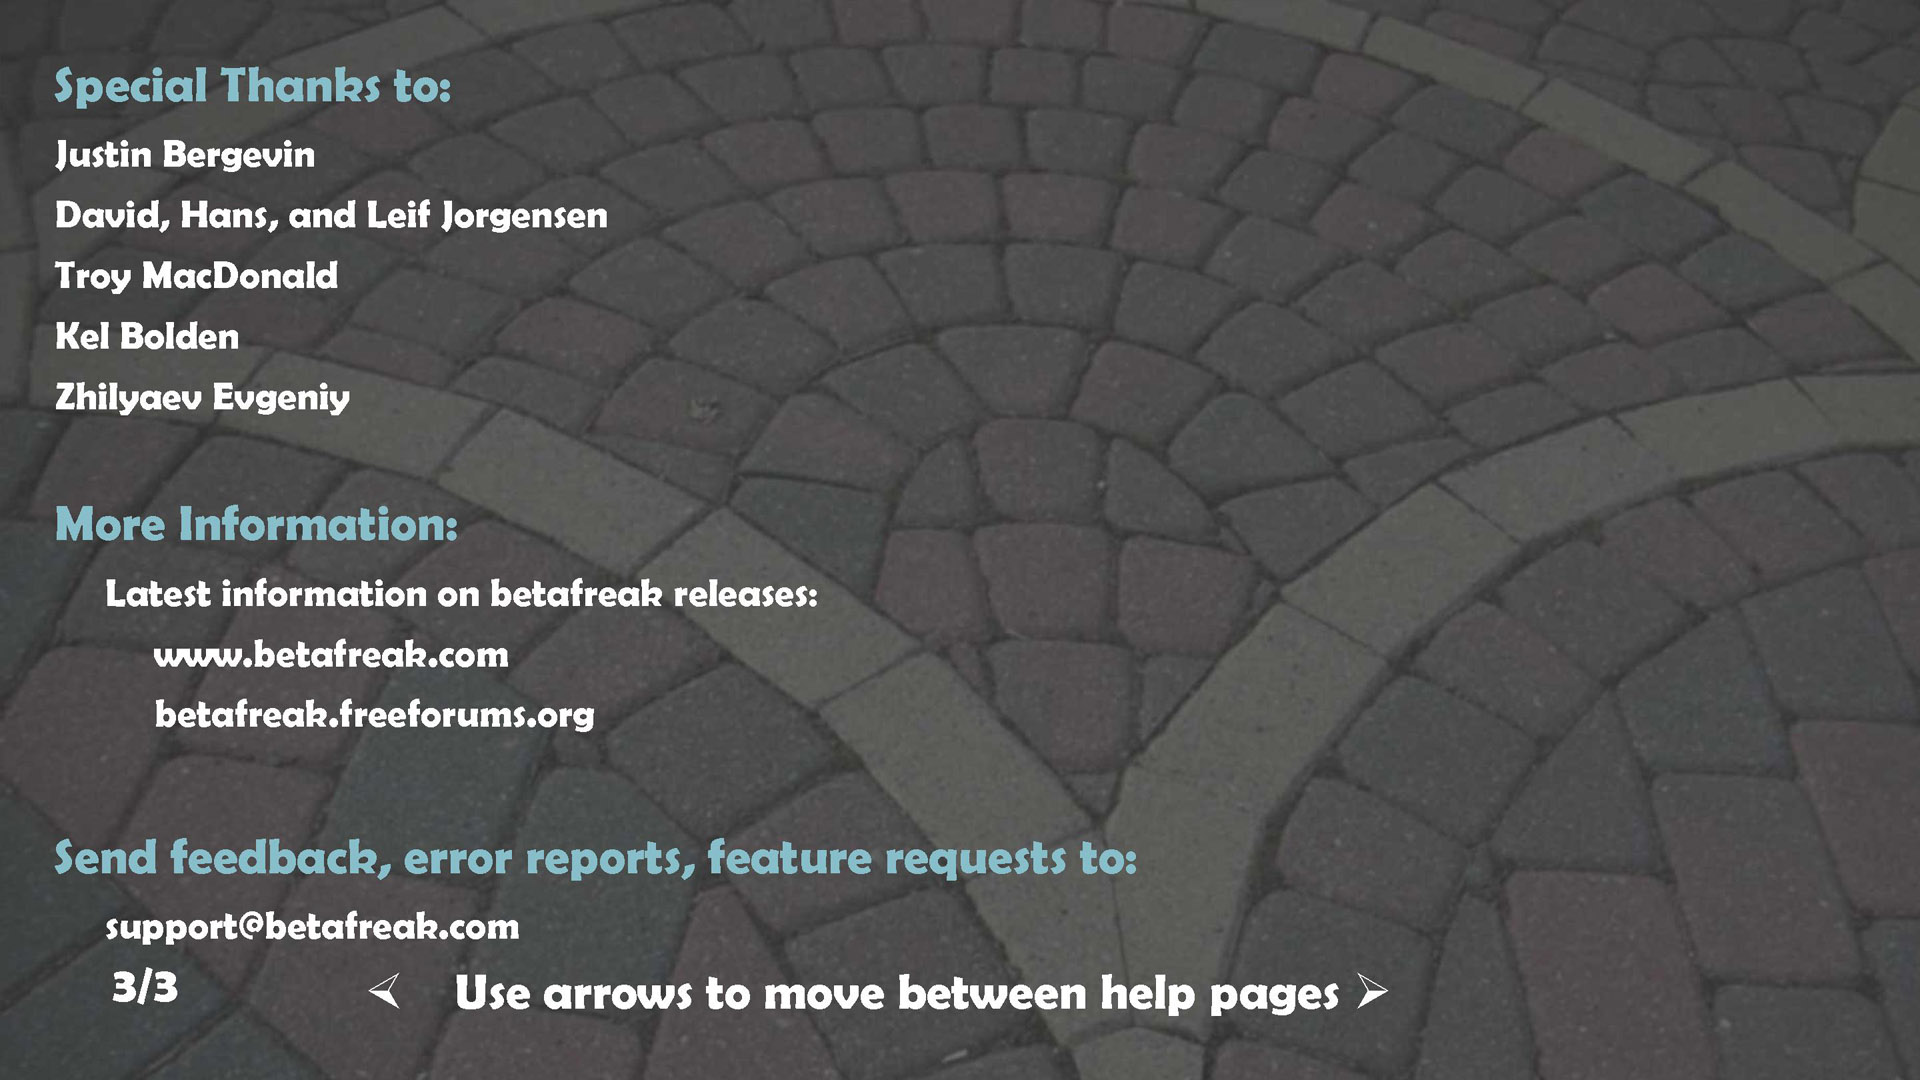 Special Thanks to:
Justin Bergevin
David, Hans, and Leif Jorgensen
Troy MacDonald
Kel Bolden
Zhilyaev Evgeniy
More Information:
Latest information on betafreak releases:
www.betafreak.com
betafreak.freeforums.org
Send feedback, error reports, feature requests to:
support@betafreak.com
3/3 Use arrows to move between help pages